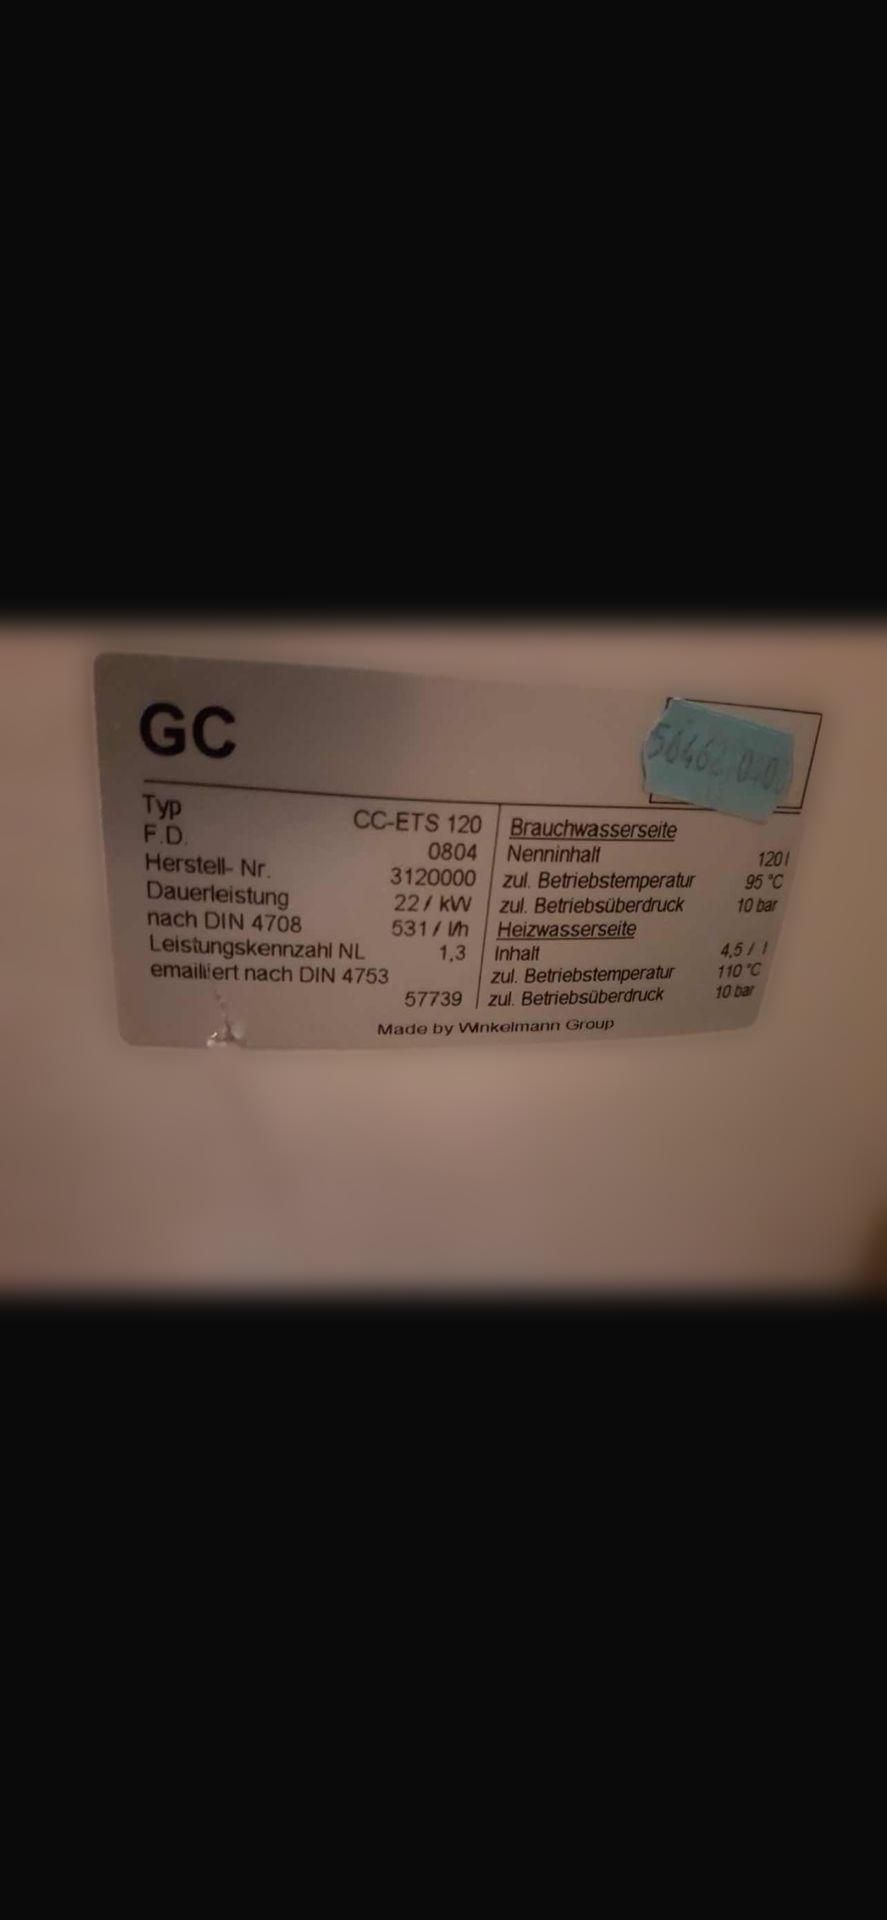 GC
Typ CC-ETS 120
F.D. 0804
Herstell- Nr. 3120000
Dauerleistung 22 / kW
nach DIN 4708 531 / l/h
Leistungskennzahl NL 1,3
emailliert nach DIN 4753
57739
Brauchwasserseite
Nenninhalt 120 l
zul. Betriebstemperatur 95 °C
zul. Betriebsüberdruck 10 bar
Heizwasserseite
Inhalt 4,5 / l
zul. Betriebstemperatur 110 °C
zul. Betriebsüberdruck 10 bar
Made by Winkelmann Group